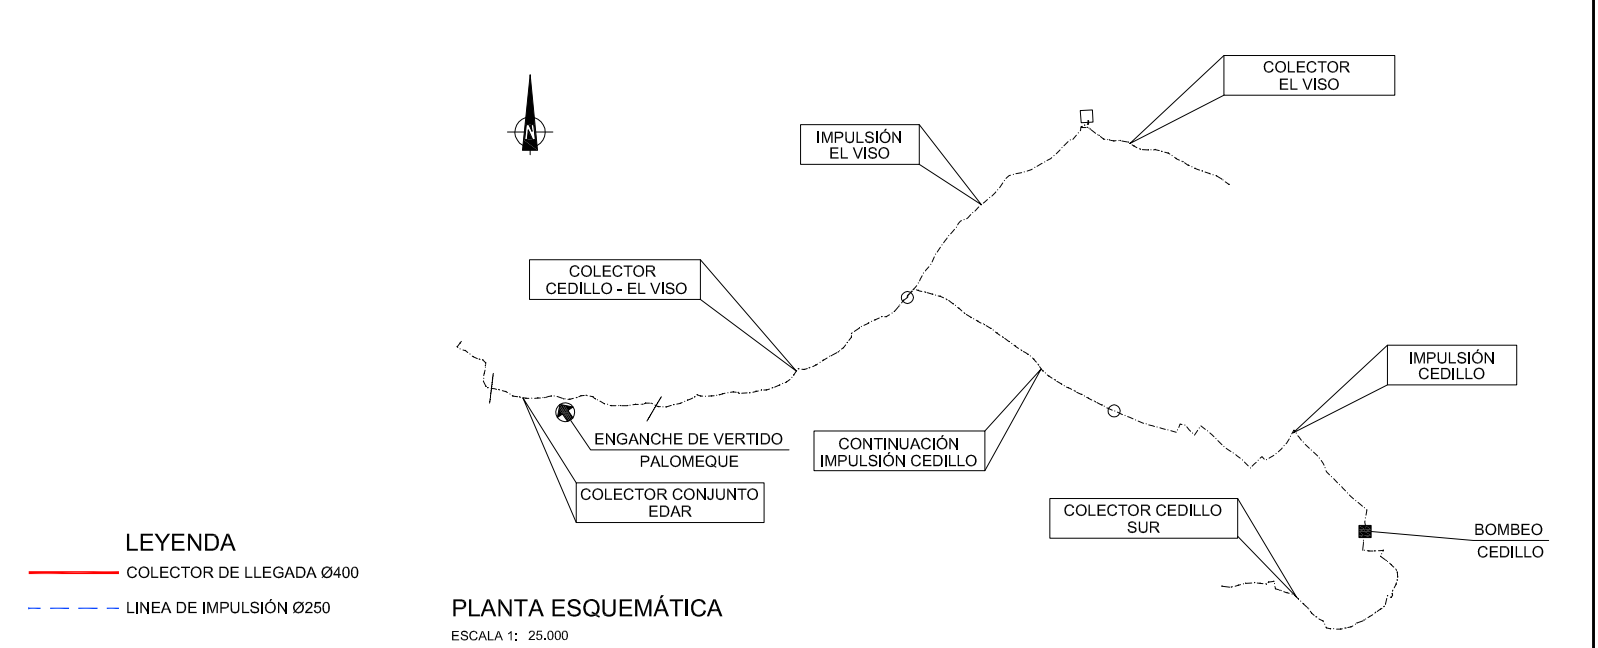 COLECTOR
EL VISO
IMPULSIÓN
EL VISO
N
COLECTOR
CEDILLO - EL VISO
IMPULSIÓN
CEDILLO
ENGANCHE DE VERTIDO
PALOMEQUE
CONTINUACIÓN
IMPULSIÓN CEDILLO
COLECTOR CONJUNTO
EDAR
COLECTOR CEDILLO
SUR
BOMBEO
CEDILLO
LEYENDA
COLECTOR DE LLEGADA Ø400
LINEA DE IMPULSIÓN Ø250
PLANTA ESQUEMÁTICA
ESCALA 1: 25.000